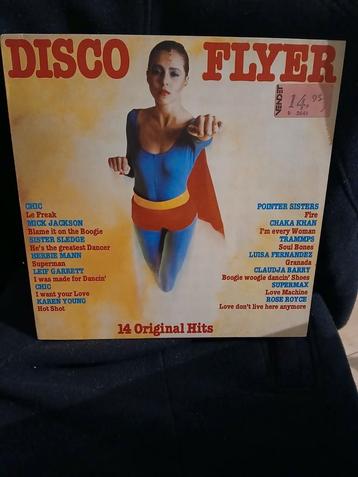 DISCO FLYER
VENDET
14,95
CHIC
Le Freak
MICK JACKSON
Blame it on the Boogie
SISTER SLEDGE
He's the greatest Dancer
HERBIE MANN
Superman
LEIF GARRETT
I was made for Dancin'
CHIC
I want your Love
KAREN YOUNG
Hot Shot
POINTER SISTERS
Fire
CHAKA KHAN
I'm every Woman
TRAMMPS
Soul Bones
LUISA FERNANDEZ
Granada
CLAUDJA BARRY
Boogie woogie dancin' Shoes
SUPERMAX
Love Machine
ROSE ROYCE
Love don't live here anymore
14 Original Hits